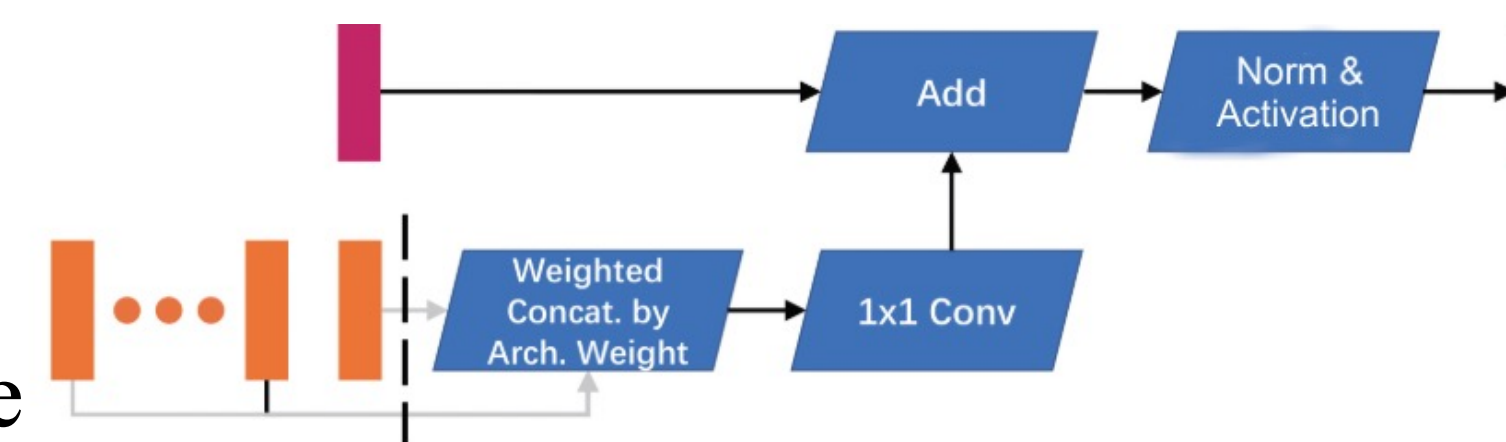 Add
Norm &
Activation
Weighted
Concat. by
Arch. Weight
1x1 Conv
e